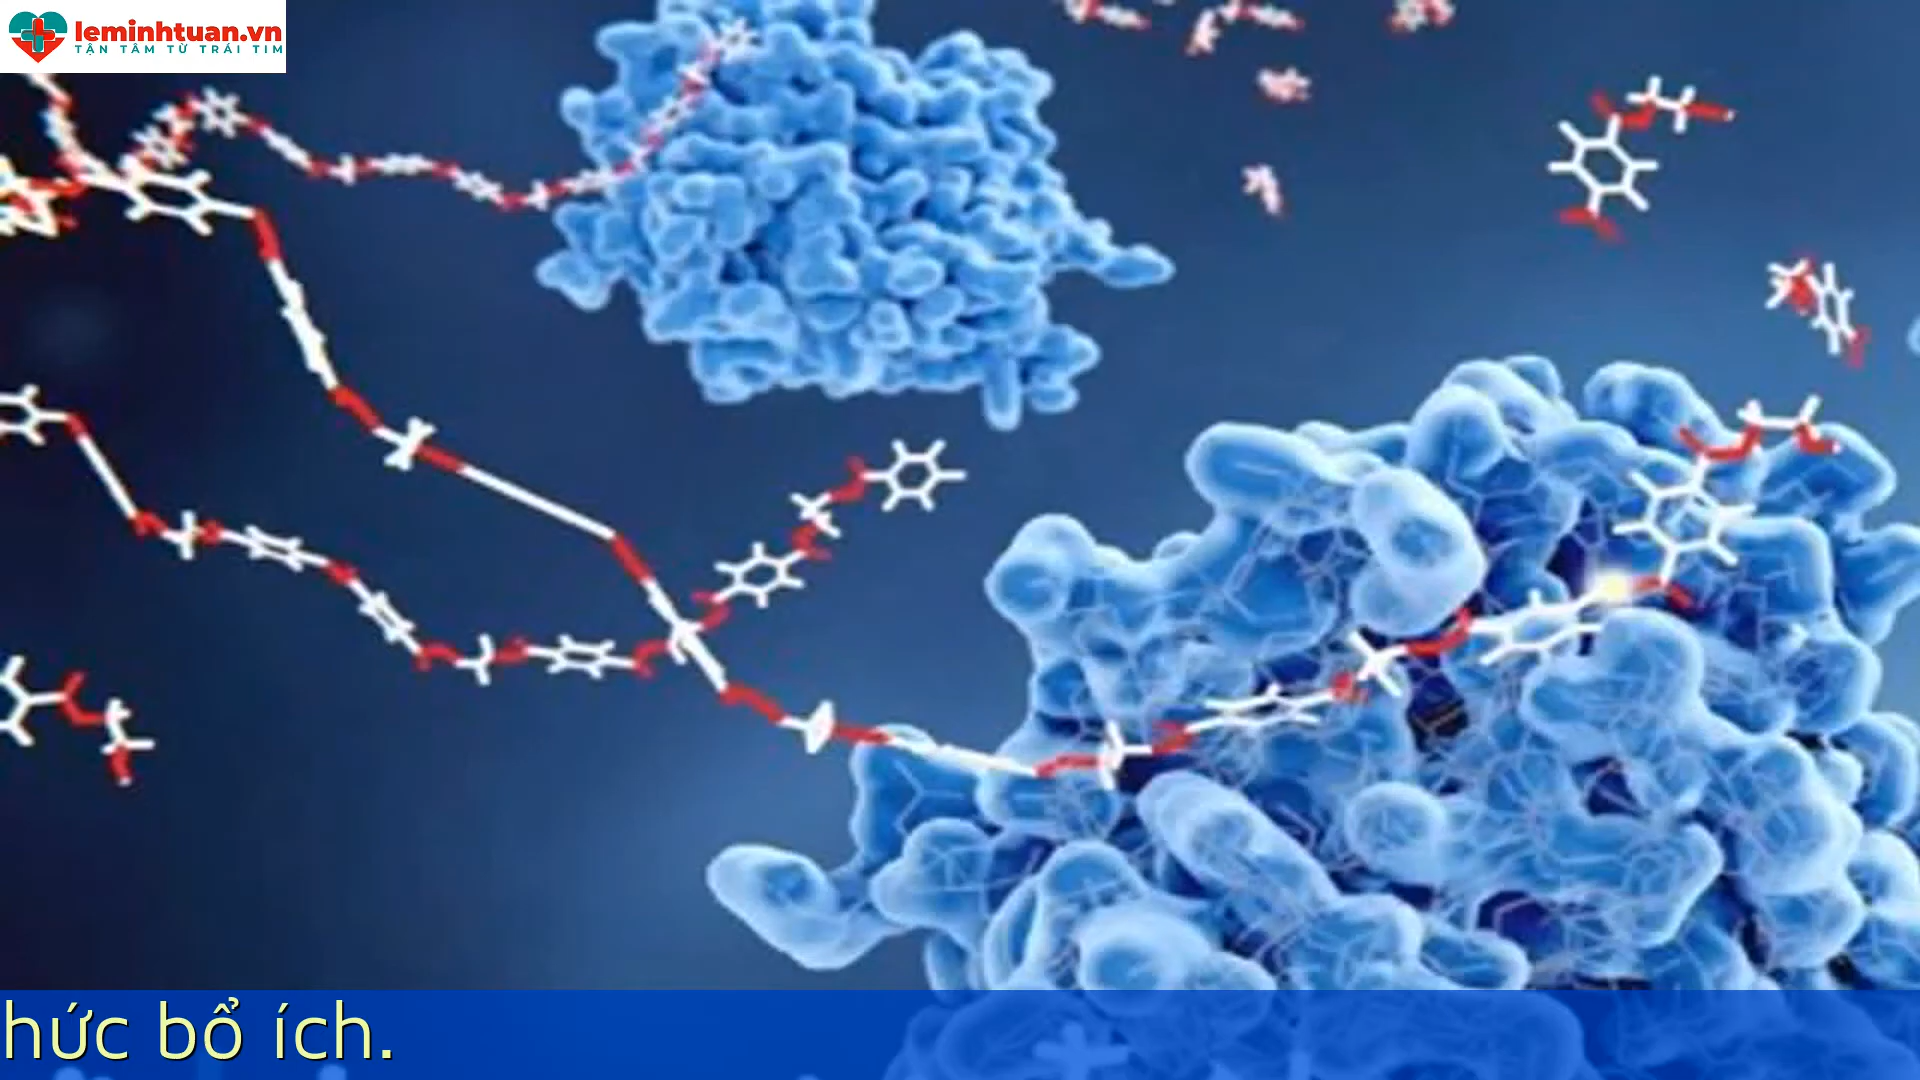 leminhtuan.vn
TẬN TÂM TỪ TRÁI TIM
hức bổ ích.